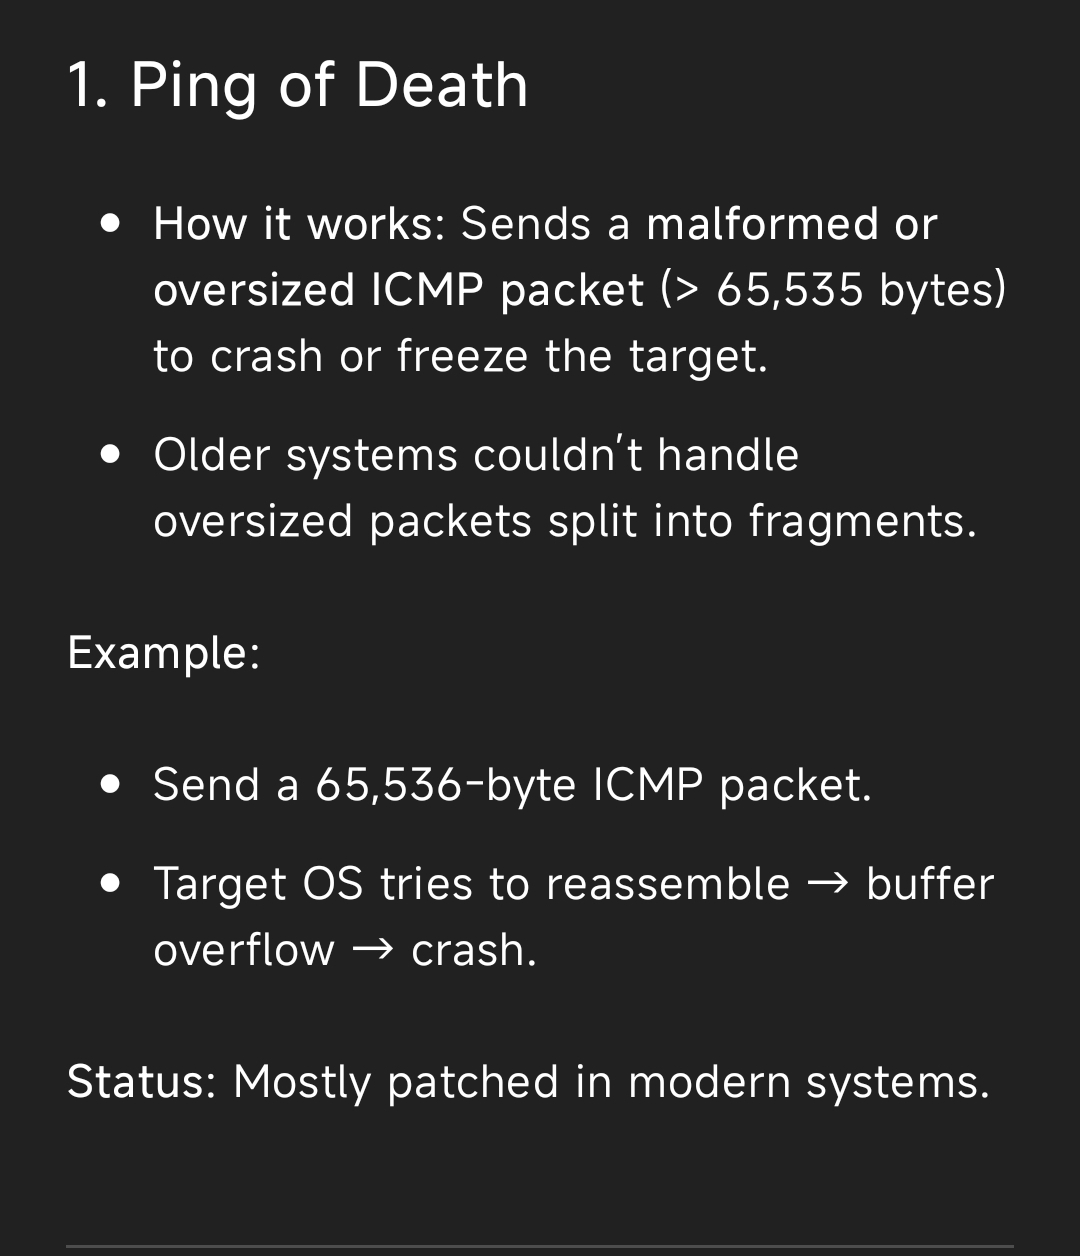 1. Ping of Death
• How it works: Sends a malformed or
oversized ICMP packet (> 65,535 bytes)
to crash or freeze the target.
• Older systems couldn't handle
oversized packets split into fragments.
Example:
• Send a 65,536-byte ICMP packet.
• Target OS tries to reassemble → buffer
overflow → crash.
Status: Mostly patched in modern systems.